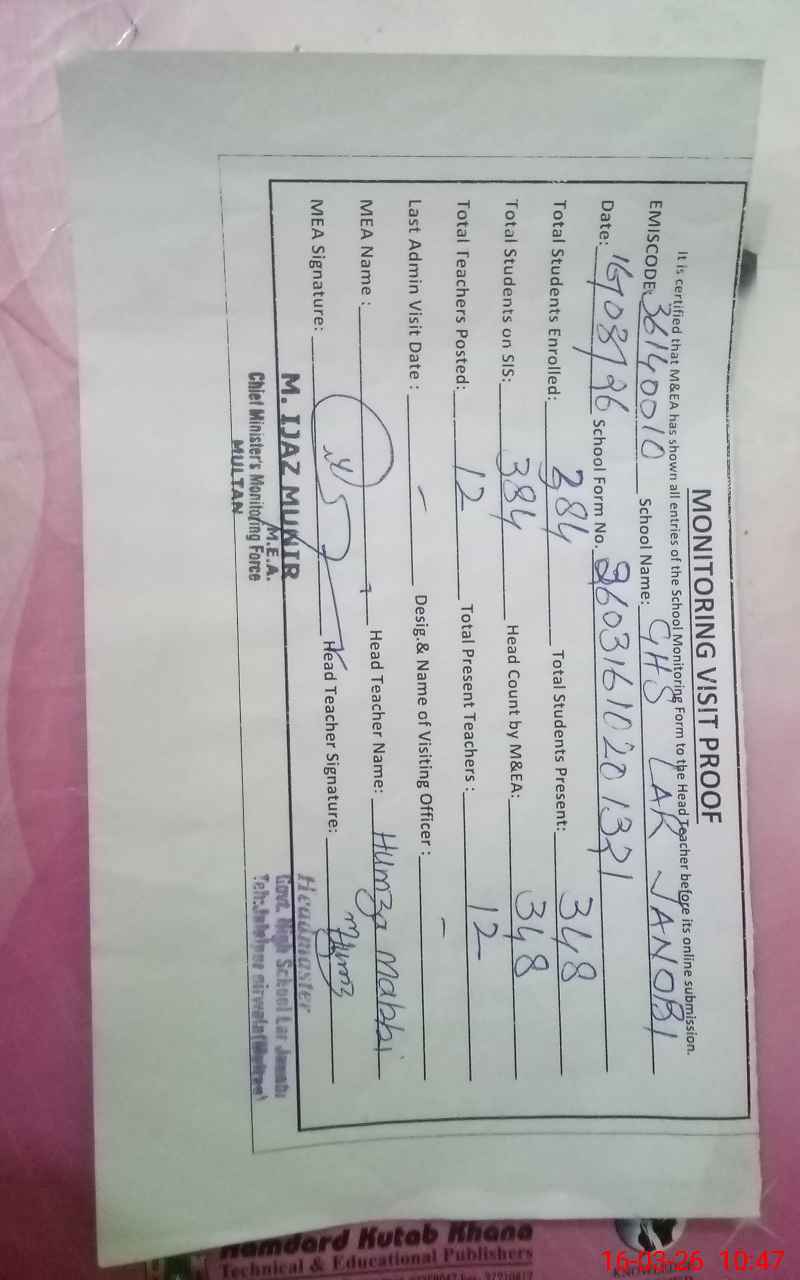 MONITORING VISIT PROOF
It is certified that M&EA has shown all entries of the School Monitoring Form to the Head Teacher before its online submission.
EMISCODE: 36140010 School Name: GHS LAR JANOBI
Date: 16/03/26 School Form No. 36031610201321
Total Students Enrolled: 384 Total Students Present: 348
Total Students on SIS: 384 Head Count by M&EA: 348
Total Teachers Posted: 12 Total Present Teachers : 12
Last Admin Visit Date : - Desig.& Name of Visiting Officer : -
MEA Name : Head Teacher Name: Humza Mabbi
MEA Signature: Head Teacher Signature:
M. IJAZ MUNIR
M.E.A.
Chief Minister's Monitoring Force
MULTAN
Headmaster
Govt. High School Lar Janobi
Hamdard Kutab Khana
Technical & Educational Publishers
16-03-26 10:47